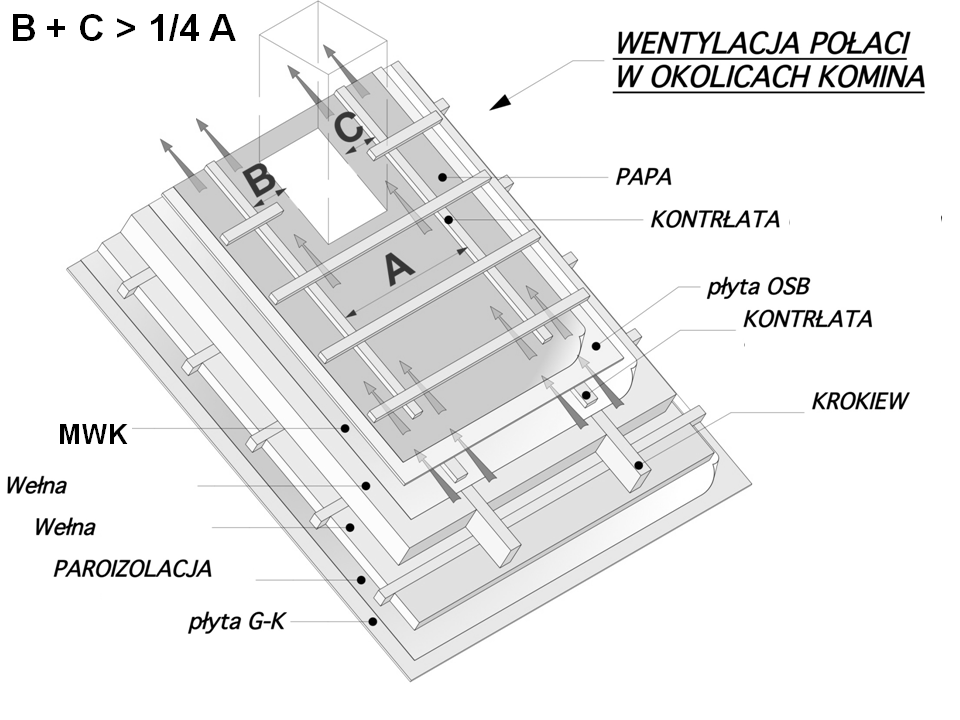 B + C > 1/4 A
WENTYLACJA POŁACI
W OKOLICACH KOMINA
C
B
PAPA
KONTRŁATA
A
płyta OSB
KONTRŁATA
KROKIEW
MWK
Wełna
Wełna
PAROIZOLACJA
płyta G-K